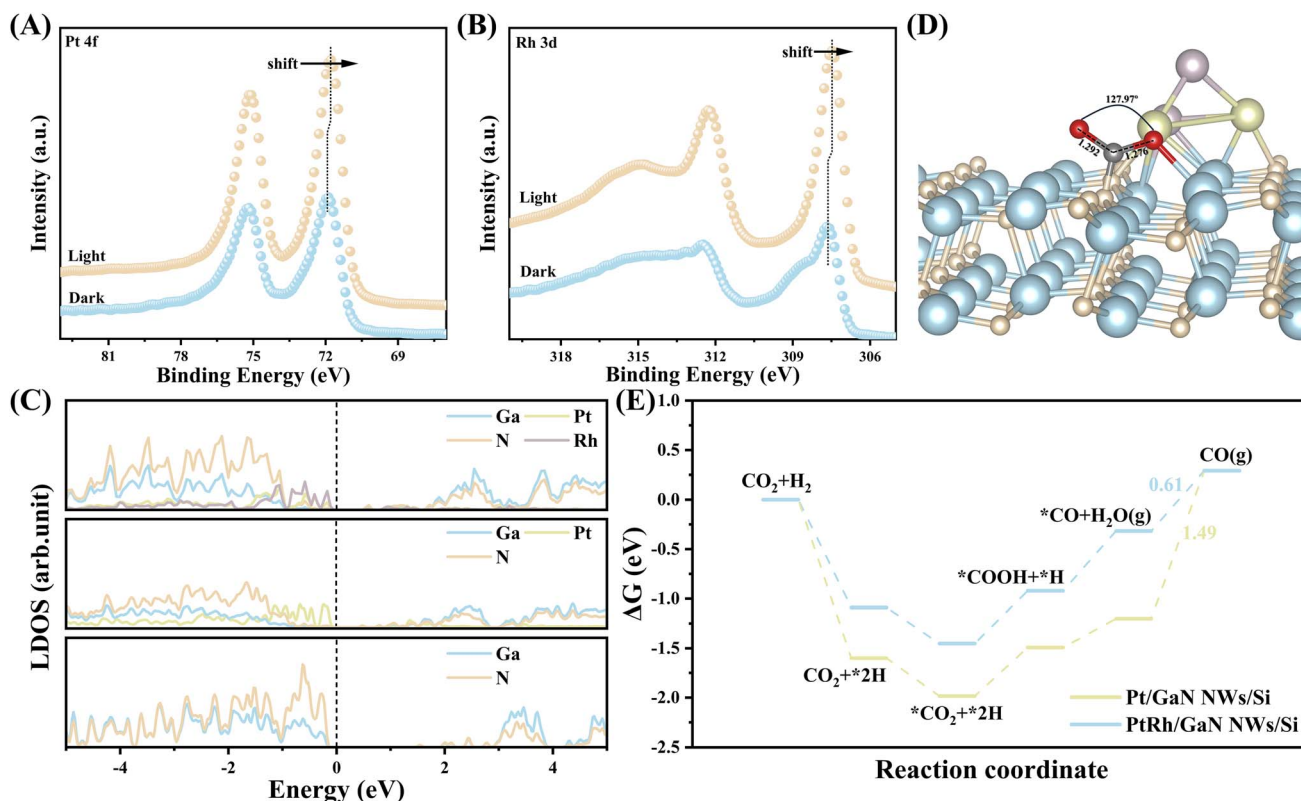 (A)
Pt 4f
shift
Light
Dark
Intensity (a.u.)
81 78 75 72 69
Binding Energy (eV)
(B)
Rh 3d
shift
Light
Dark
Intensity (a.u.)
318 315 312 309 306
Binding Energy (eV)
(D)
127.97°
1.292
1.276
(C)
Ga Pt
N Rh
Ga Pt
N
Ga
N
LDOS (arb.unit)
-4 -2 0 2 4
Energy (eV)
(E)
1.0
0.5
0.0
-0.5
-1.0
-1.5
-2.0
-2.5
ΔG (eV)
CO₂+H₂
CO₂+*2H
*CO₂+*2H
*COOH+*H
*CO+H₂O(g)
CO(g)
0.61
1.49
Pt/GaN NWs/Si
PtRh/GaN NWs/Si
Reaction coordinate